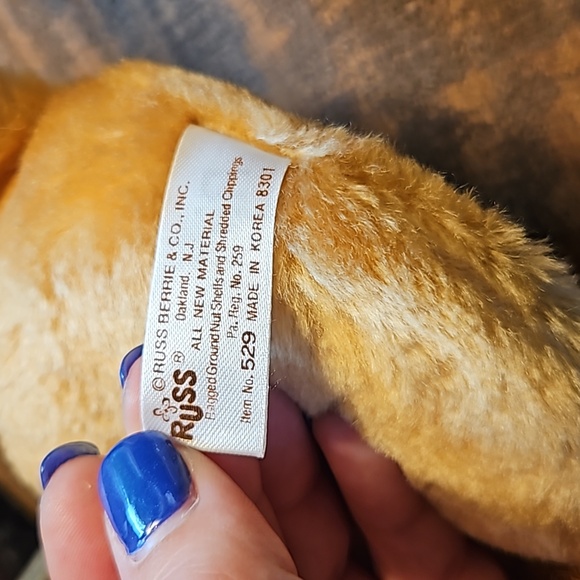 © RUSS BERRIE & CO., INC.
Oakland, N.J
ALL NEW MATERIAL
Bagged Ground Nut Shells and Shredded Clippings
Pa. Reg. No. 259
RUSS®
Item No. 529 MADE IN KOREA 8301